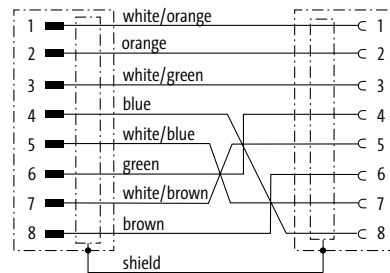 1 white/orange 1
2 orange 2
3 white/green 3
4 blue 4
5 white/blue 5
6 green 6
7 white/brown 7
8 brown 8
shield